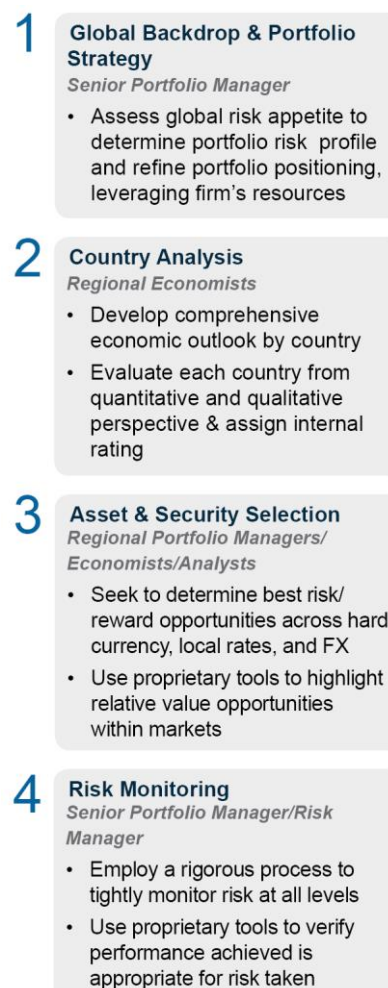 1
Global Backdrop & Portfolio
Strategy
Senior Portfolio Manager
• Assess global risk appetite to
determine portfolio risk profile
and refine portfolio positioning,
leveraging firm's resources
2
Country Analysis
Regional Economists
• Develop comprehensive
economic outlook by country
• Evaluate each country from
quantitative and qualitative
perspective & assign internal
rating
3
Asset & Security Selection
Regional Portfolio Managers/
Economists/Analysts
• Seek to determine best risk/
reward opportunities across hard
currency, local rates, and FX
• Use proprietary tools to highlight
relative value opportunities
within markets
4
Risk Monitoring
Senior Portfolio Manager/Risk
Manager
• Employ a rigorous process to
tightly monitor risk at all levels
• Use proprietary tools to verify
performance achieved is
appropriate for risk taken